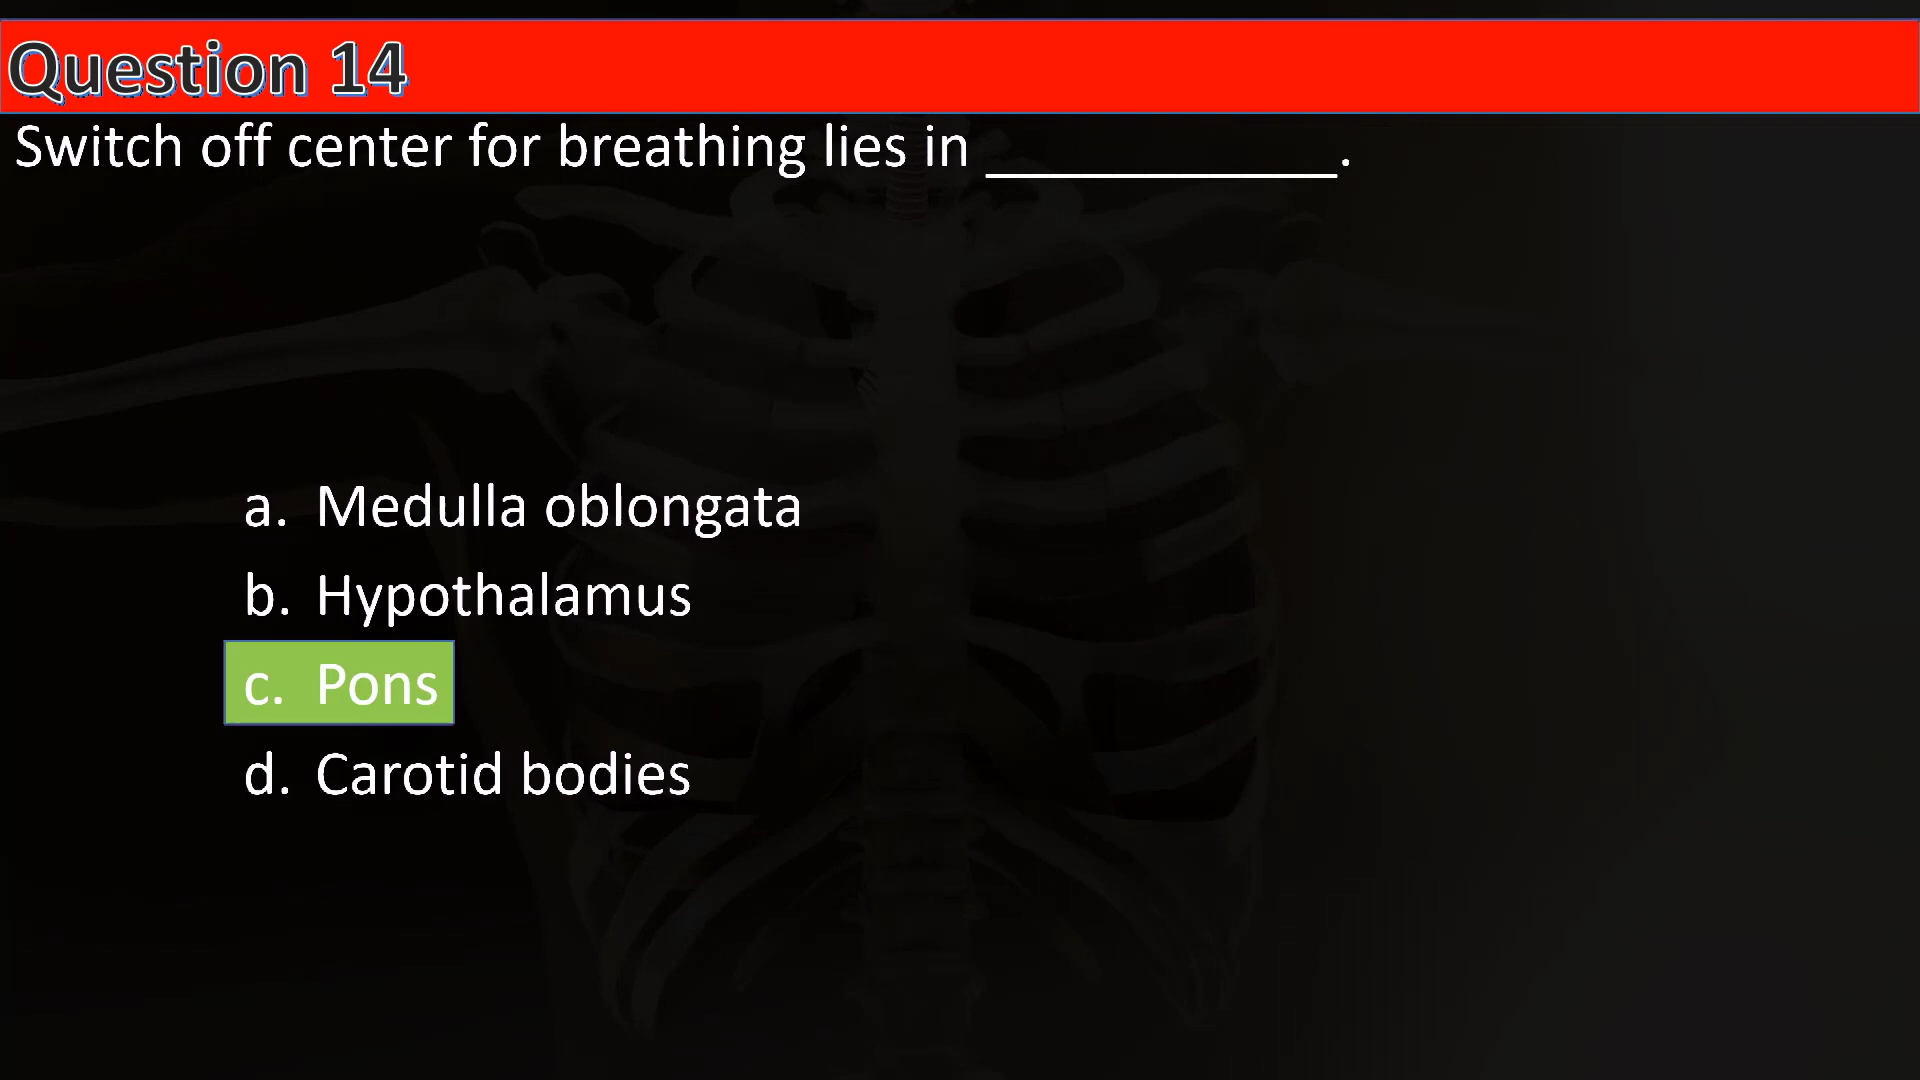 Question 14
Switch off center for breathing lies in ____________.
a. Medulla oblongata
b. Hypothalamus
c. Pons
d. Carotid bodies